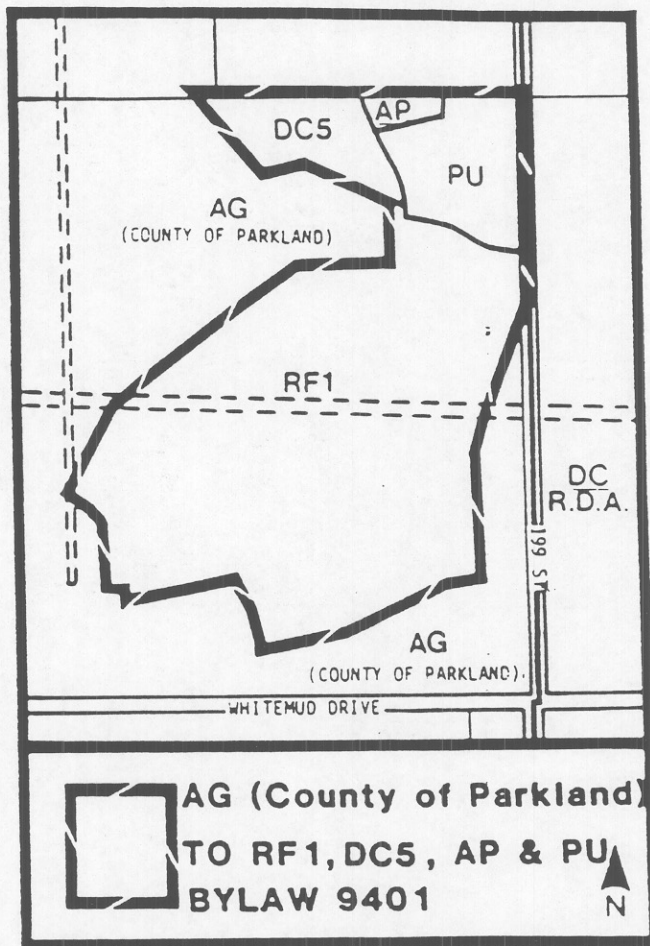 AP
DC5
PU
AG
(COUNTY OF PARKLAND)
RF1
DC
R.D.A.
199 ST
AG
(COUNTY OF PARKLAND).
WHITEMUD DRIVE
AG (County of Parkland)
TO RF1, DC5, AP & PU
BYLAW 9401
N